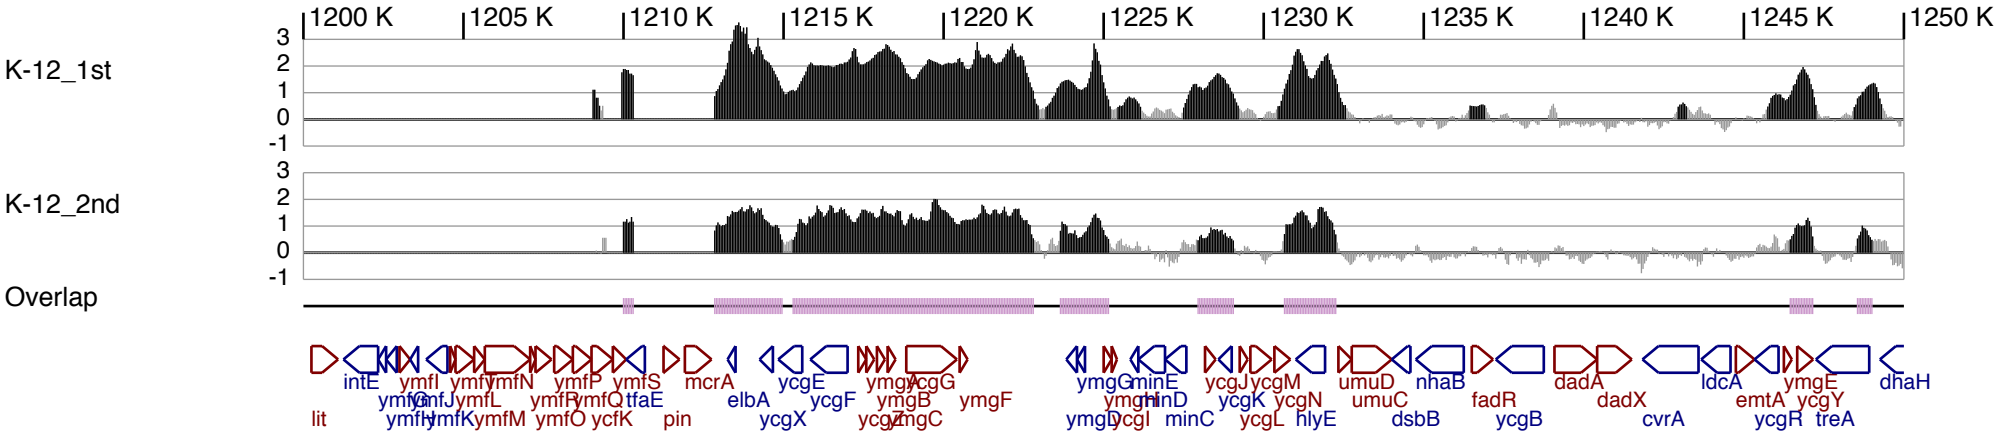 1200 K 1205 K 1210 K 1215 K 1220 K 1225 K 1230 K 1235 K 1240 K 1245 K 1250 K
3
2
K-12_1st
1
0
-1
3
2
K-12_2nd
1
0
-1
Overlap
intE ymfI ymfT ymfN ymfP ymfS mcrA ycgE ymgA ycgG ymgG minE ycgJ ycgM umuD nhaB dadA ldcA ymgE dhaH
ymfG ymfJ ymfL ymfR ymfQ tfaE elbA ycgF ymgB ymgF ymgH minD ycgK ycgN umuC fadR dadX emtA ycgY
lit ymfH ymfK ymfM ymfO ycfK pin ycgX ycgZ ymgC ymgD ycgI minC ycgL hlyE dsbB ycgB cvrA ycgR treA